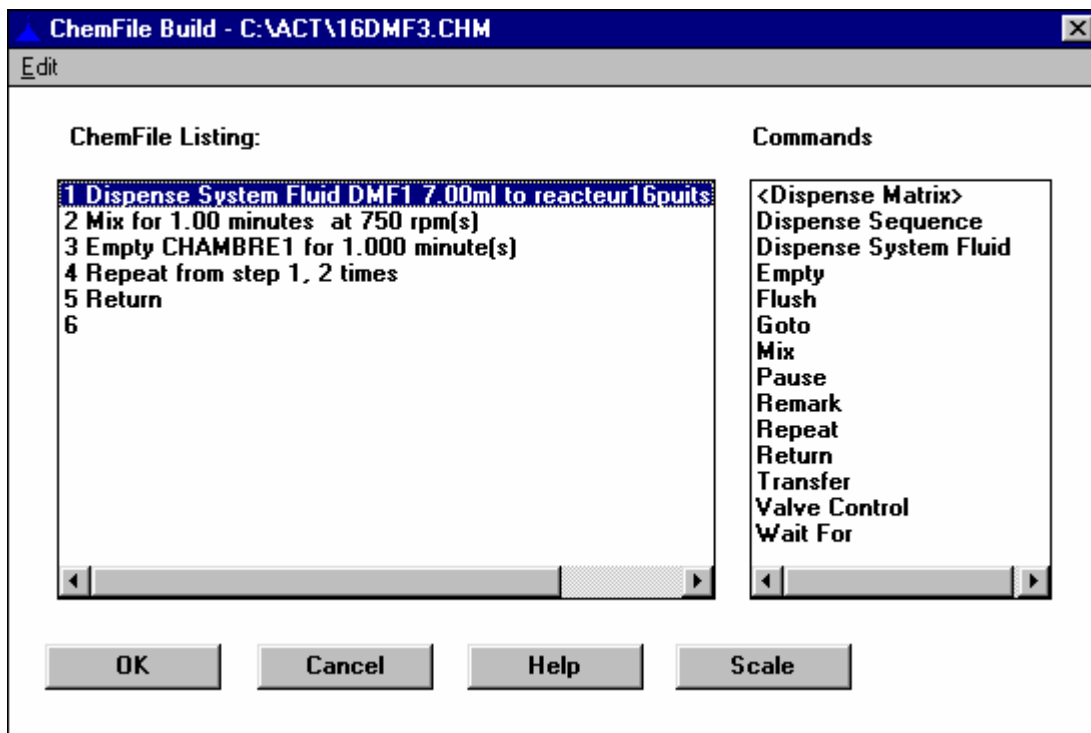 ChemFile Build - C:\ACT\16DMF3.CHM
Edit
ChemFile Listing:
1 Dispense System Fluid DMF1 7.00ml to reacteur16puits
2 Mix for 1.00 minutes  at 750 rpm(s)
3 Empty CHAMBRE1 for 1.000 minute(s)
4 Repeat from step 1, 2 times
5 Return
6
Commands
<Dispense Matrix>
Dispense Sequence
Dispense System Fluid
Empty
Flush
Goto
Mix
Pause
Remark
Repeat
Return
Transfer
Valve Control
Wait For
OK
Cancel
Help
Scale